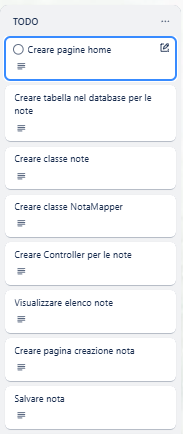 TODO
Creare pagine home
Creare tabella nel database per le
note
Creare classe note
Creare classe NotaMapper
Creare Controller per le note
Visualizzare elenco note
Creare pagina creazione nota
Salvare nota